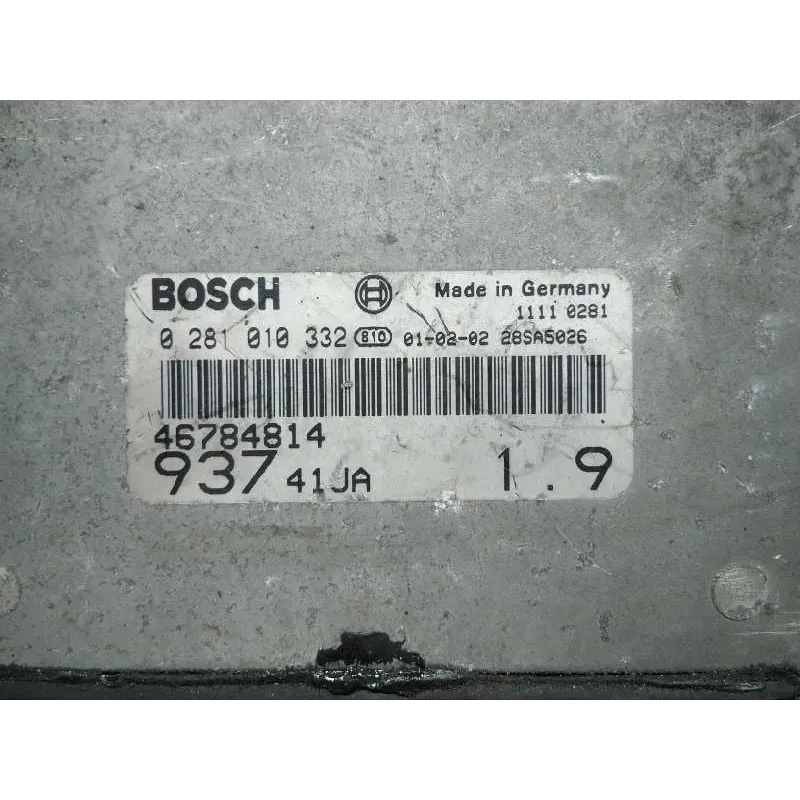 BOSCH Made in Germany
1111 0281
0 281 010 332 810 01-02-02 28SA5026
46784814
937 41JA 1.9